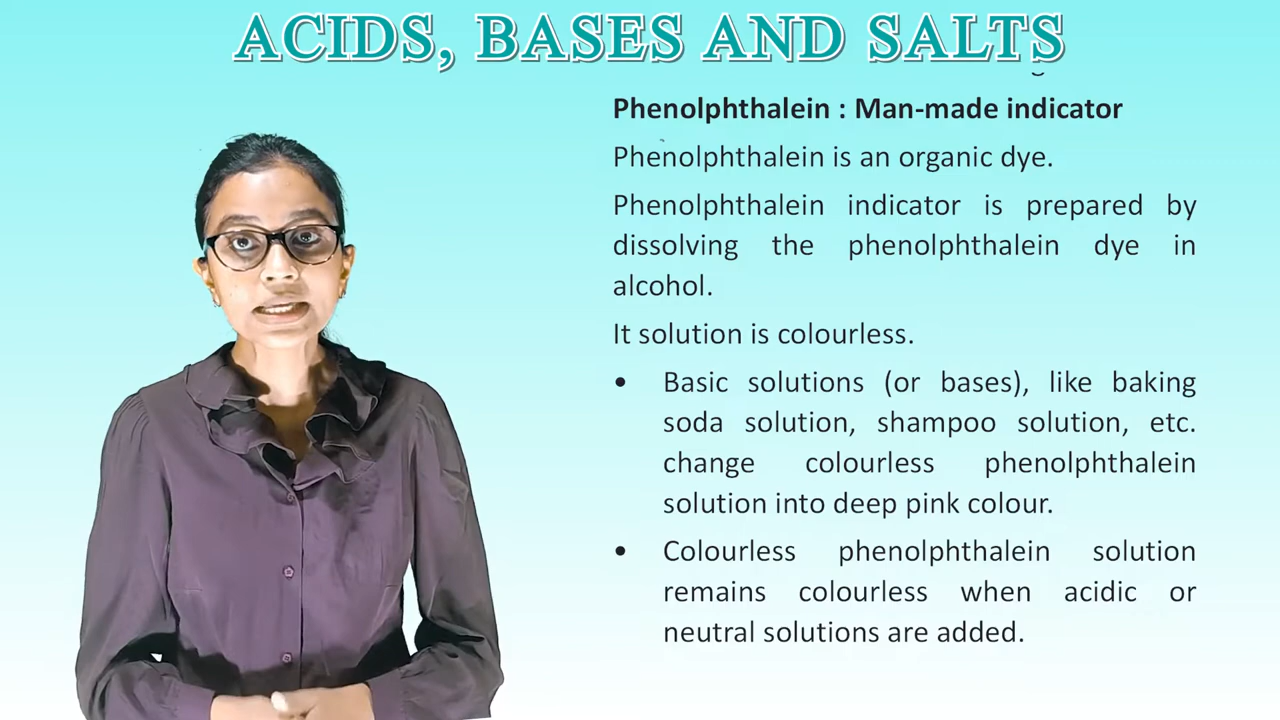 ACIDS, BASES AND SALTS
Phenolphthalein : Man-made indicator
Phenolphthalein is an organic dye.
Phenolphthalein indicator is prepared by
dissolving the phenolphthalein dye in
alcohol.
It solution is colourless.
• Basic solutions (or bases), like baking
soda solution, shampoo solution, etc.
change colourless phenolphthalein
solution into deep pink colour.
• Colourless phenolphthalein solution
remains colourless when acidic or
neutral solutions are added.